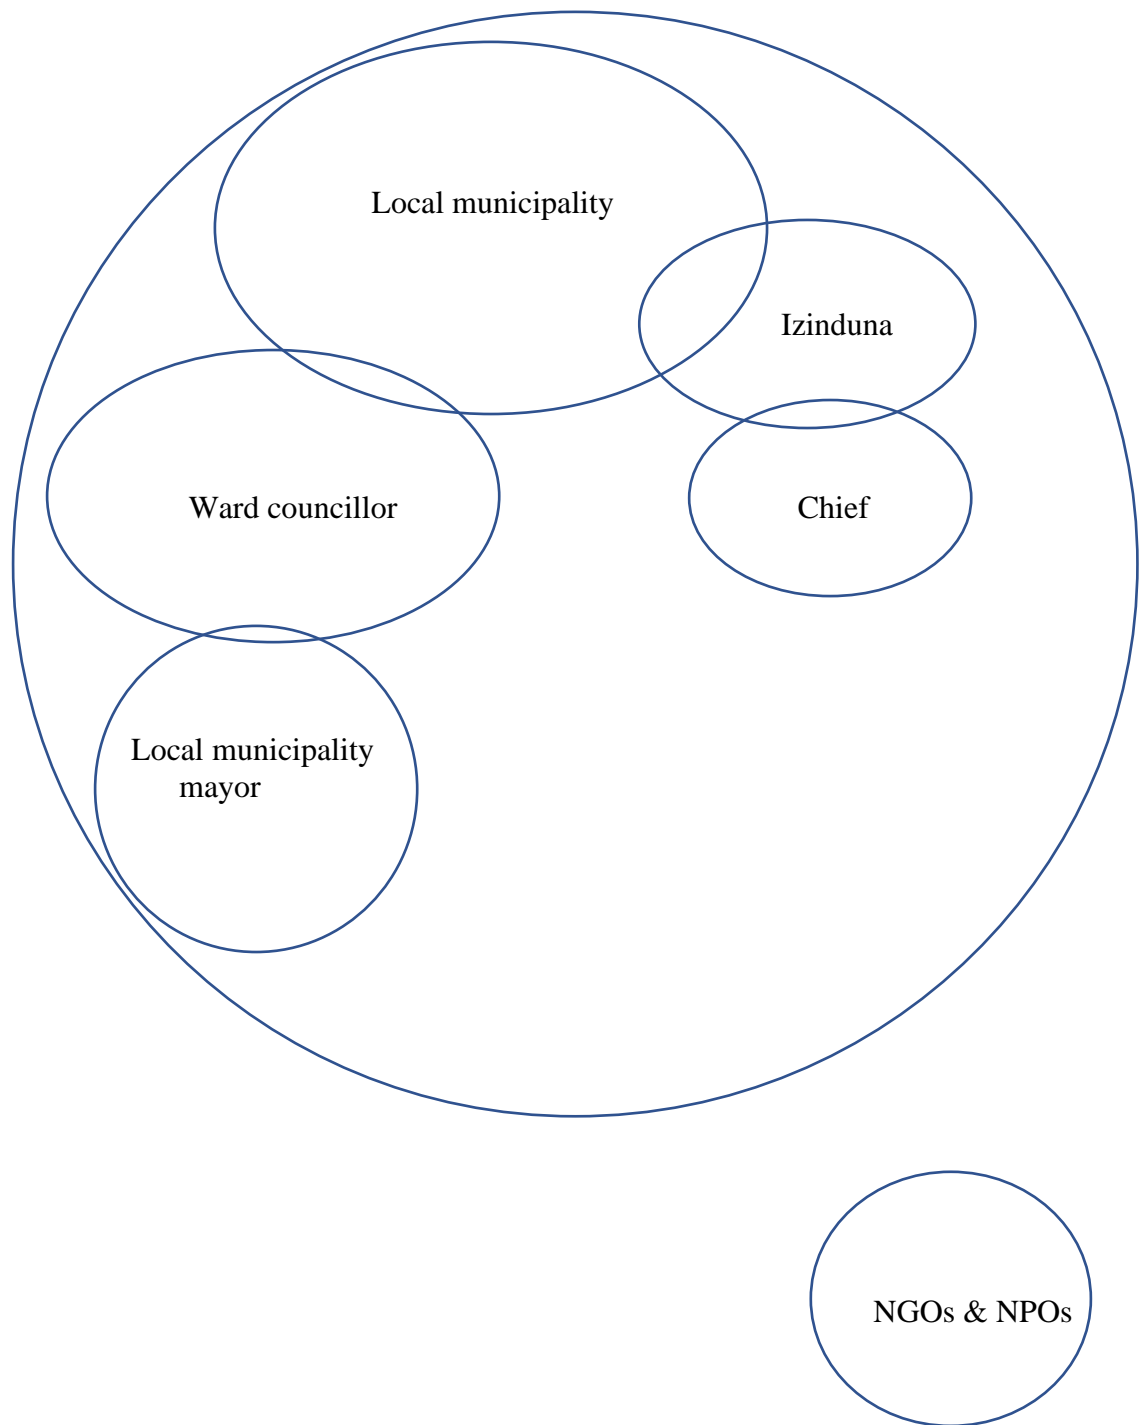 Local municipality
Izinduna
Ward councillor
Chief
Local municipality
mayor
NGOs & NPOs